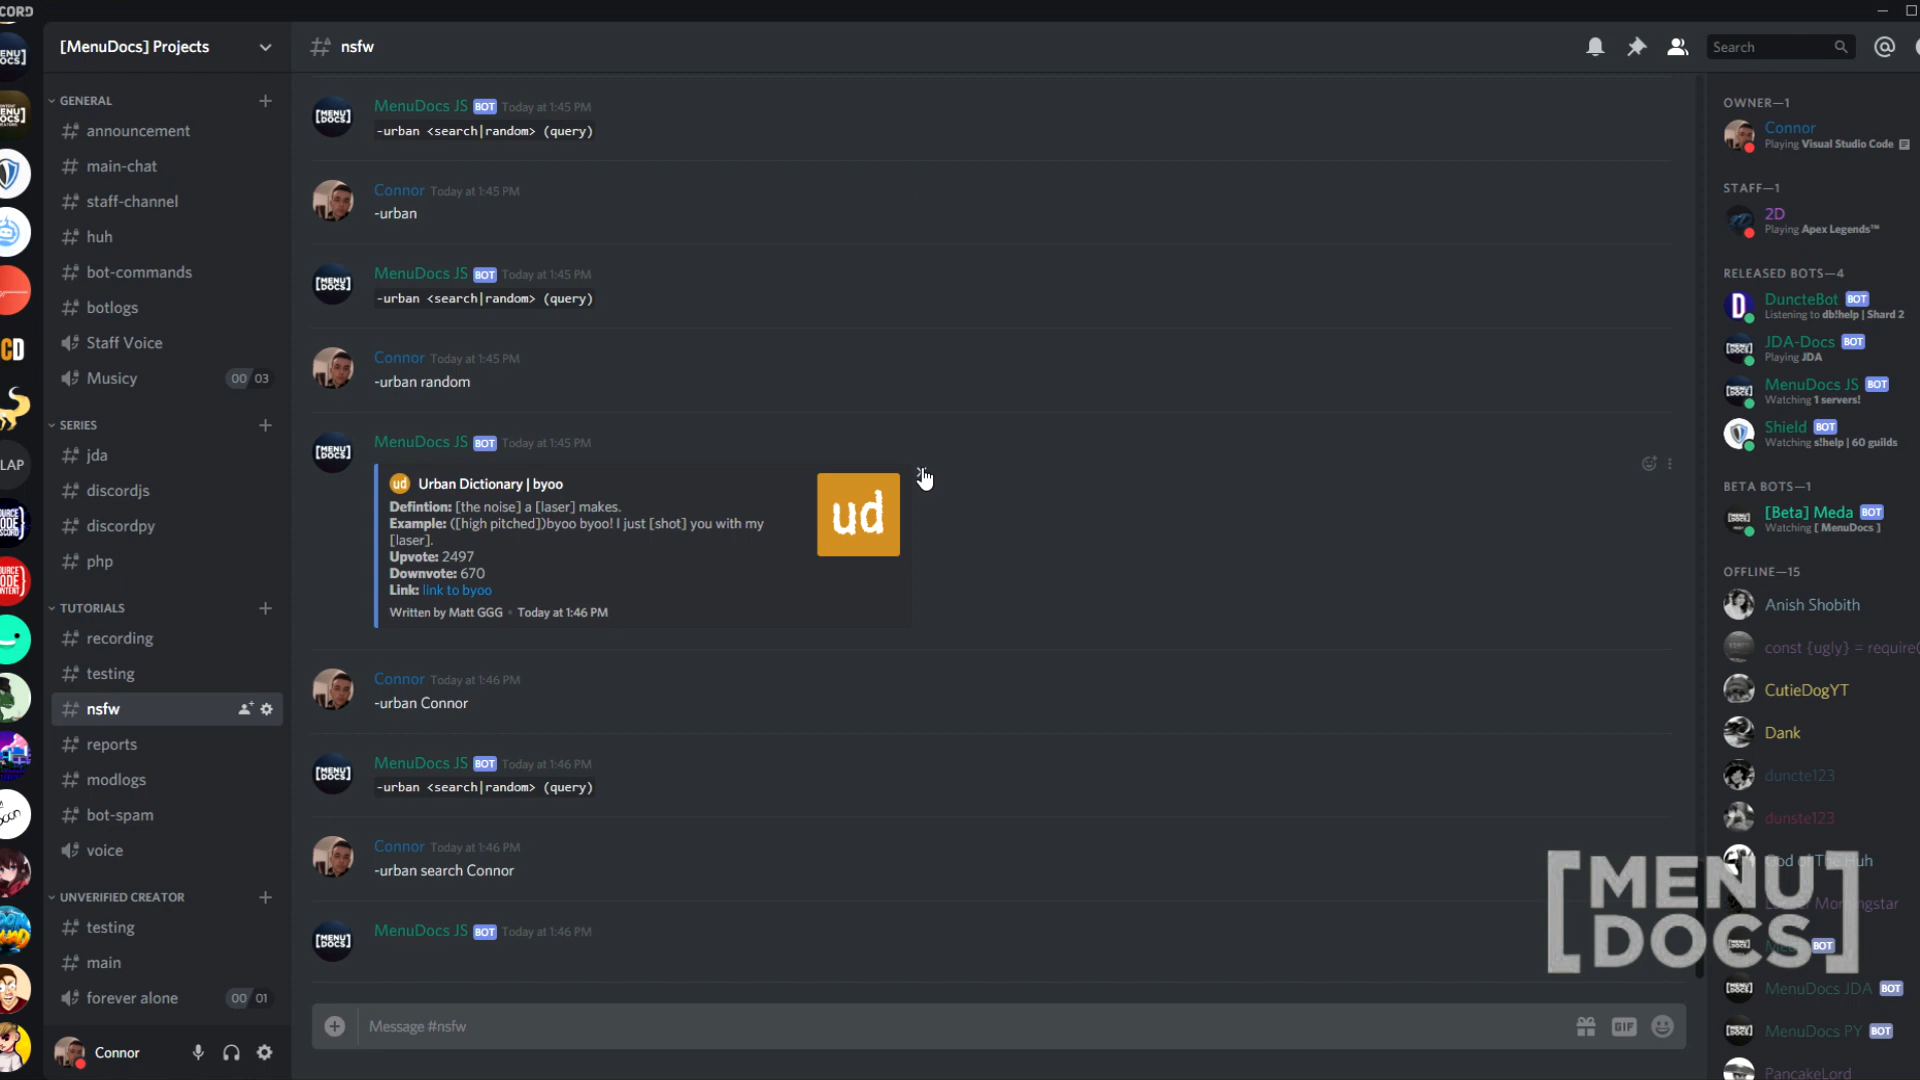 CORD
[MenuDocs] Projects
nsfw
Search
GENERAL
announcement
main-chat
staff-channel
huh
bot-commands
botlogs
Staff Voice
Musicy
00 03
SERIES
jda
discordjs
discordpy
php
TUTORIALS
recording
testing
nsfw
reports
modlogs
bot-spam
voice
UNVERIFIED CREATOR
testing
main
forever alone
00 01
Connor
MenuDocs JS BOT Today at 1:45 PM
-urban <search|random> (query)
Connor Today at 1:45 PM
-urban
MenuDocs JS BOT Today at 1:45 PM
-urban <search|random> (query)
Connor Today at 1:45 PM
-urban random
MenuDocs JS BOT Today at 1:45 PM
ud Urban Dictionary | byoo
Defintion: [the noise] a [laser] makes.
Example: ([high pitched])byoo byoo! I just [shot] you with my
[laser].
Upvote: 2497
Downvote: 670
Link: link to byoo
Written by Matt GGG • Today at 1:46 PM
ud
Connor Today at 1:46 PM
-urban Connor
MenuDocs JS BOT Today at 1:46 PM
-urban <search|random> (query)
Connor Today at 1:46 PM
-urban search Connor
MenuDocs JS BOT Today at 1:46 PM
Message #nsfw
GIF
OWNER—1
Connor
Playing Visual Studio Code
STAFF—1
2D
Playing Apex Legends™
RELEASED BOTS—4
DuncteBot BOT
Listening to db!help | Shard 2
JDA-Docs BOT
Playing JDA
MenuDocs JS BOT
Watching 1 servers!
Shield BOT
Watching s!help | 60 guilds
BETA BOTS—1
[Beta] Meda BOT
Watching [ MenuDocs ]
OFFLINE—15
Anish Shobith
const {ugly} = require(
CutieDogYT
Dank
duncte123
dunste123
God of The Huh
BOT
MenuDocs JDA BOT
MenuDocs PY BOT
PancakeLord
[MENU
DOCS]